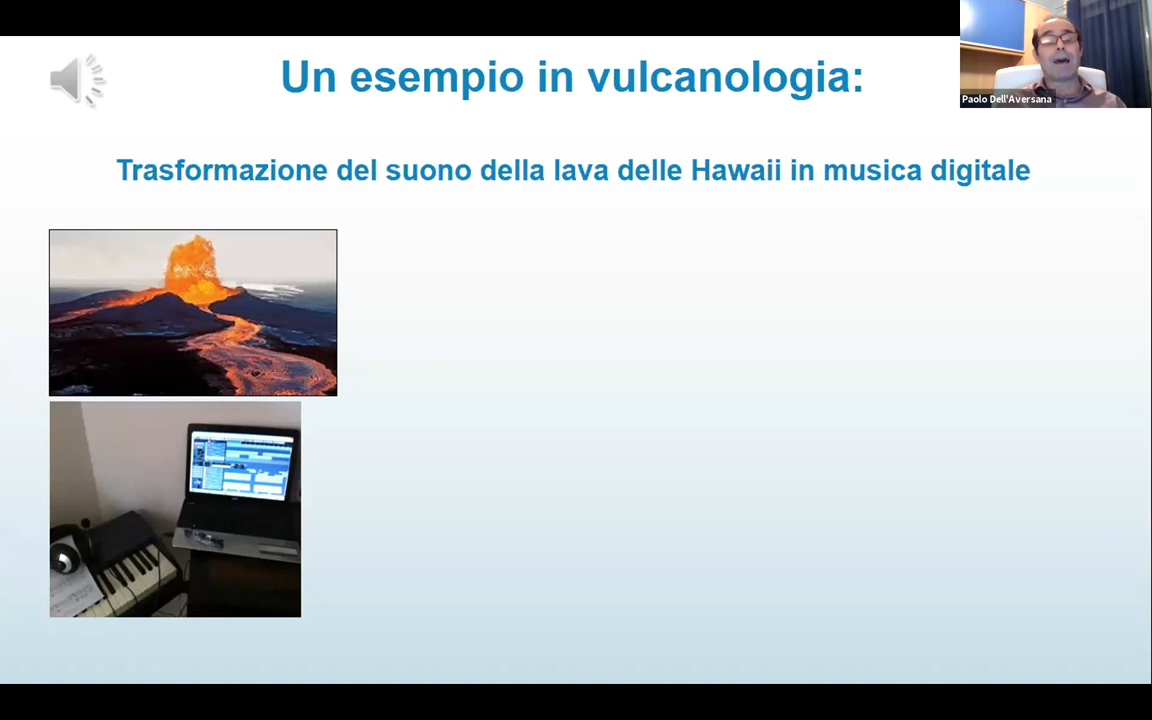 Un esempio in vulcanologia:
Paolo Dell'Aversana
Trasformazione del suono della lava delle Hawaii in musica digitale